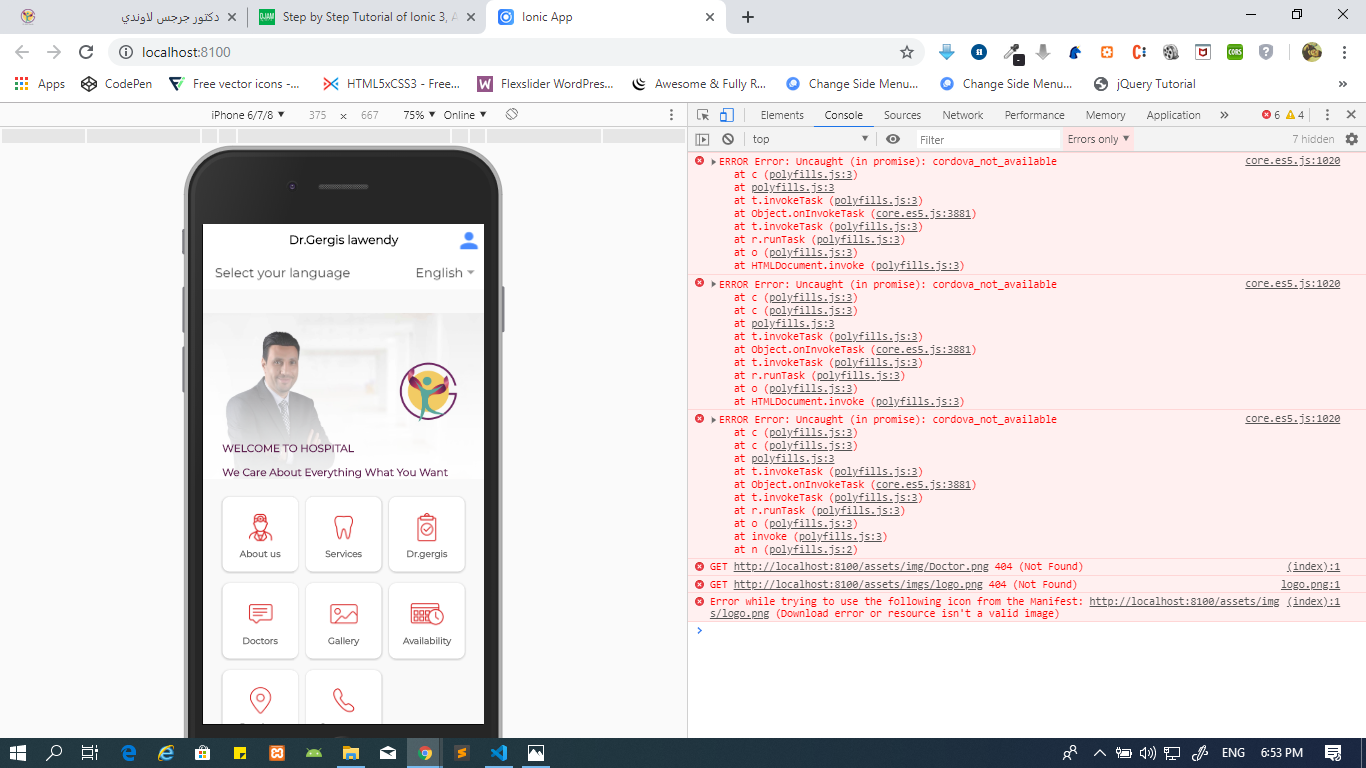 دكتور جرجس لاوندي
Step by Step Tutorial of Ionic 3, A
Ionic App
localhost:8100
Apps
CodePen
Free vector icons -...
HTML5xCSS3 - Free...
Flexslider WordPres...
Awesome & Fully R...
Change Side Menu...
Change Side Menu...
jQuery Tutorial
iPhone 6/7/8 ▼ 375 × 667 75% ▼ Online ▼
Elements Console Sources Network Performance Memory Application » 6 4
top Filter Errors only ▼ 7 hidden
Dr.Gergis lawendy
Select your language English
WELCOME TO HOSPITAL
We Care About Everything What You Want
About us Services Dr.gergis
Doctors Gallery Availability
ERROR Error: Uncaught (in promise): cordova_not_available core.es5.js:1020
at c (polyfills.js:3)
at polyfills.js:3
at t.invokeTask (polyfills.js:3)
at Object.onInvokeTask (core.es5.js:3881)
at t.invokeTask (polyfills.js:3)
at r.runTask (polyfills.js:3)
at o (polyfills.js:3)
at HTMLDocument.invoke (polyfills.js:3)
ERROR Error: Uncaught (in promise): cordova_not_available core.es5.js:1020
at c (polyfills.js:3)
at c (polyfills.js:3)
at polyfills.js:3
at t.invokeTask (polyfills.js:3)
at Object.onInvokeTask (core.es5.js:3881)
at t.invokeTask (polyfills.js:3)
at r.runTask (polyfills.js:3)
at o (polyfills.js:3)
at HTMLDocument.invoke (polyfills.js:3)
ERROR Error: Uncaught (in promise): cordova_not_available core.es5.js:1020
at c (polyfills.js:3)
at c (polyfills.js:3)
at polyfills.js:3
at t.invokeTask (polyfills.js:3)
at Object.onInvokeTask (core.es5.js:3881)
at t.invokeTask (polyfills.js:3)
at r.runTask (polyfills.js:3)
at o (polyfills.js:3)
at invoke (polyfills.js:3)
at n (polyfills.js:2)
GET http://localhost:8100/assets/img/Doctor.png 404 (Not Found) (index):1
GET http://localhost:8100/assets/imgs/logo.png 404 (Not Found) logo.png:1
Error while trying to use the following icon from the Manifest: http://localhost:8100/assets/img (index):1
s/logo.png (Download error or resource isn't a valid image)
ENG 6:53 PM